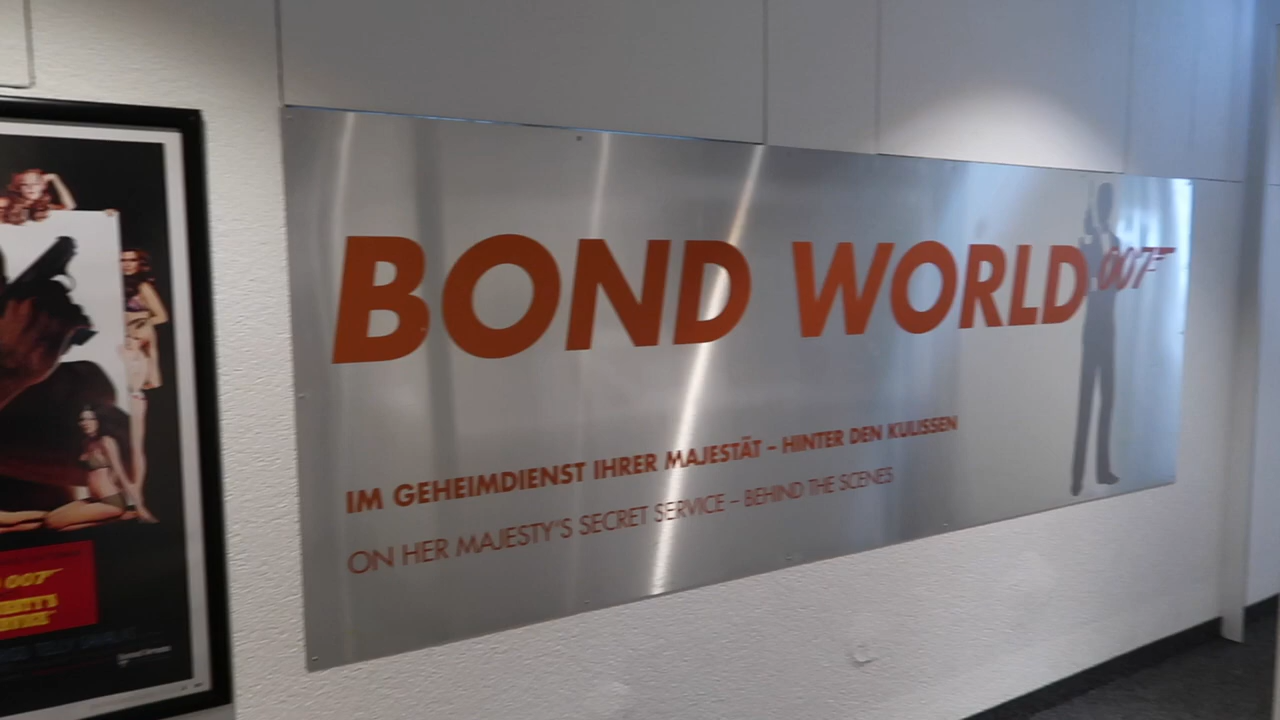 007
BOND WORLD 007
IM GEHEIMDIENST IHRER MAJESTÄT – HINTER DEN KULISSEN
ON HER MAJESTY'S SECRET SERVICE – BEHIND THE SCENES